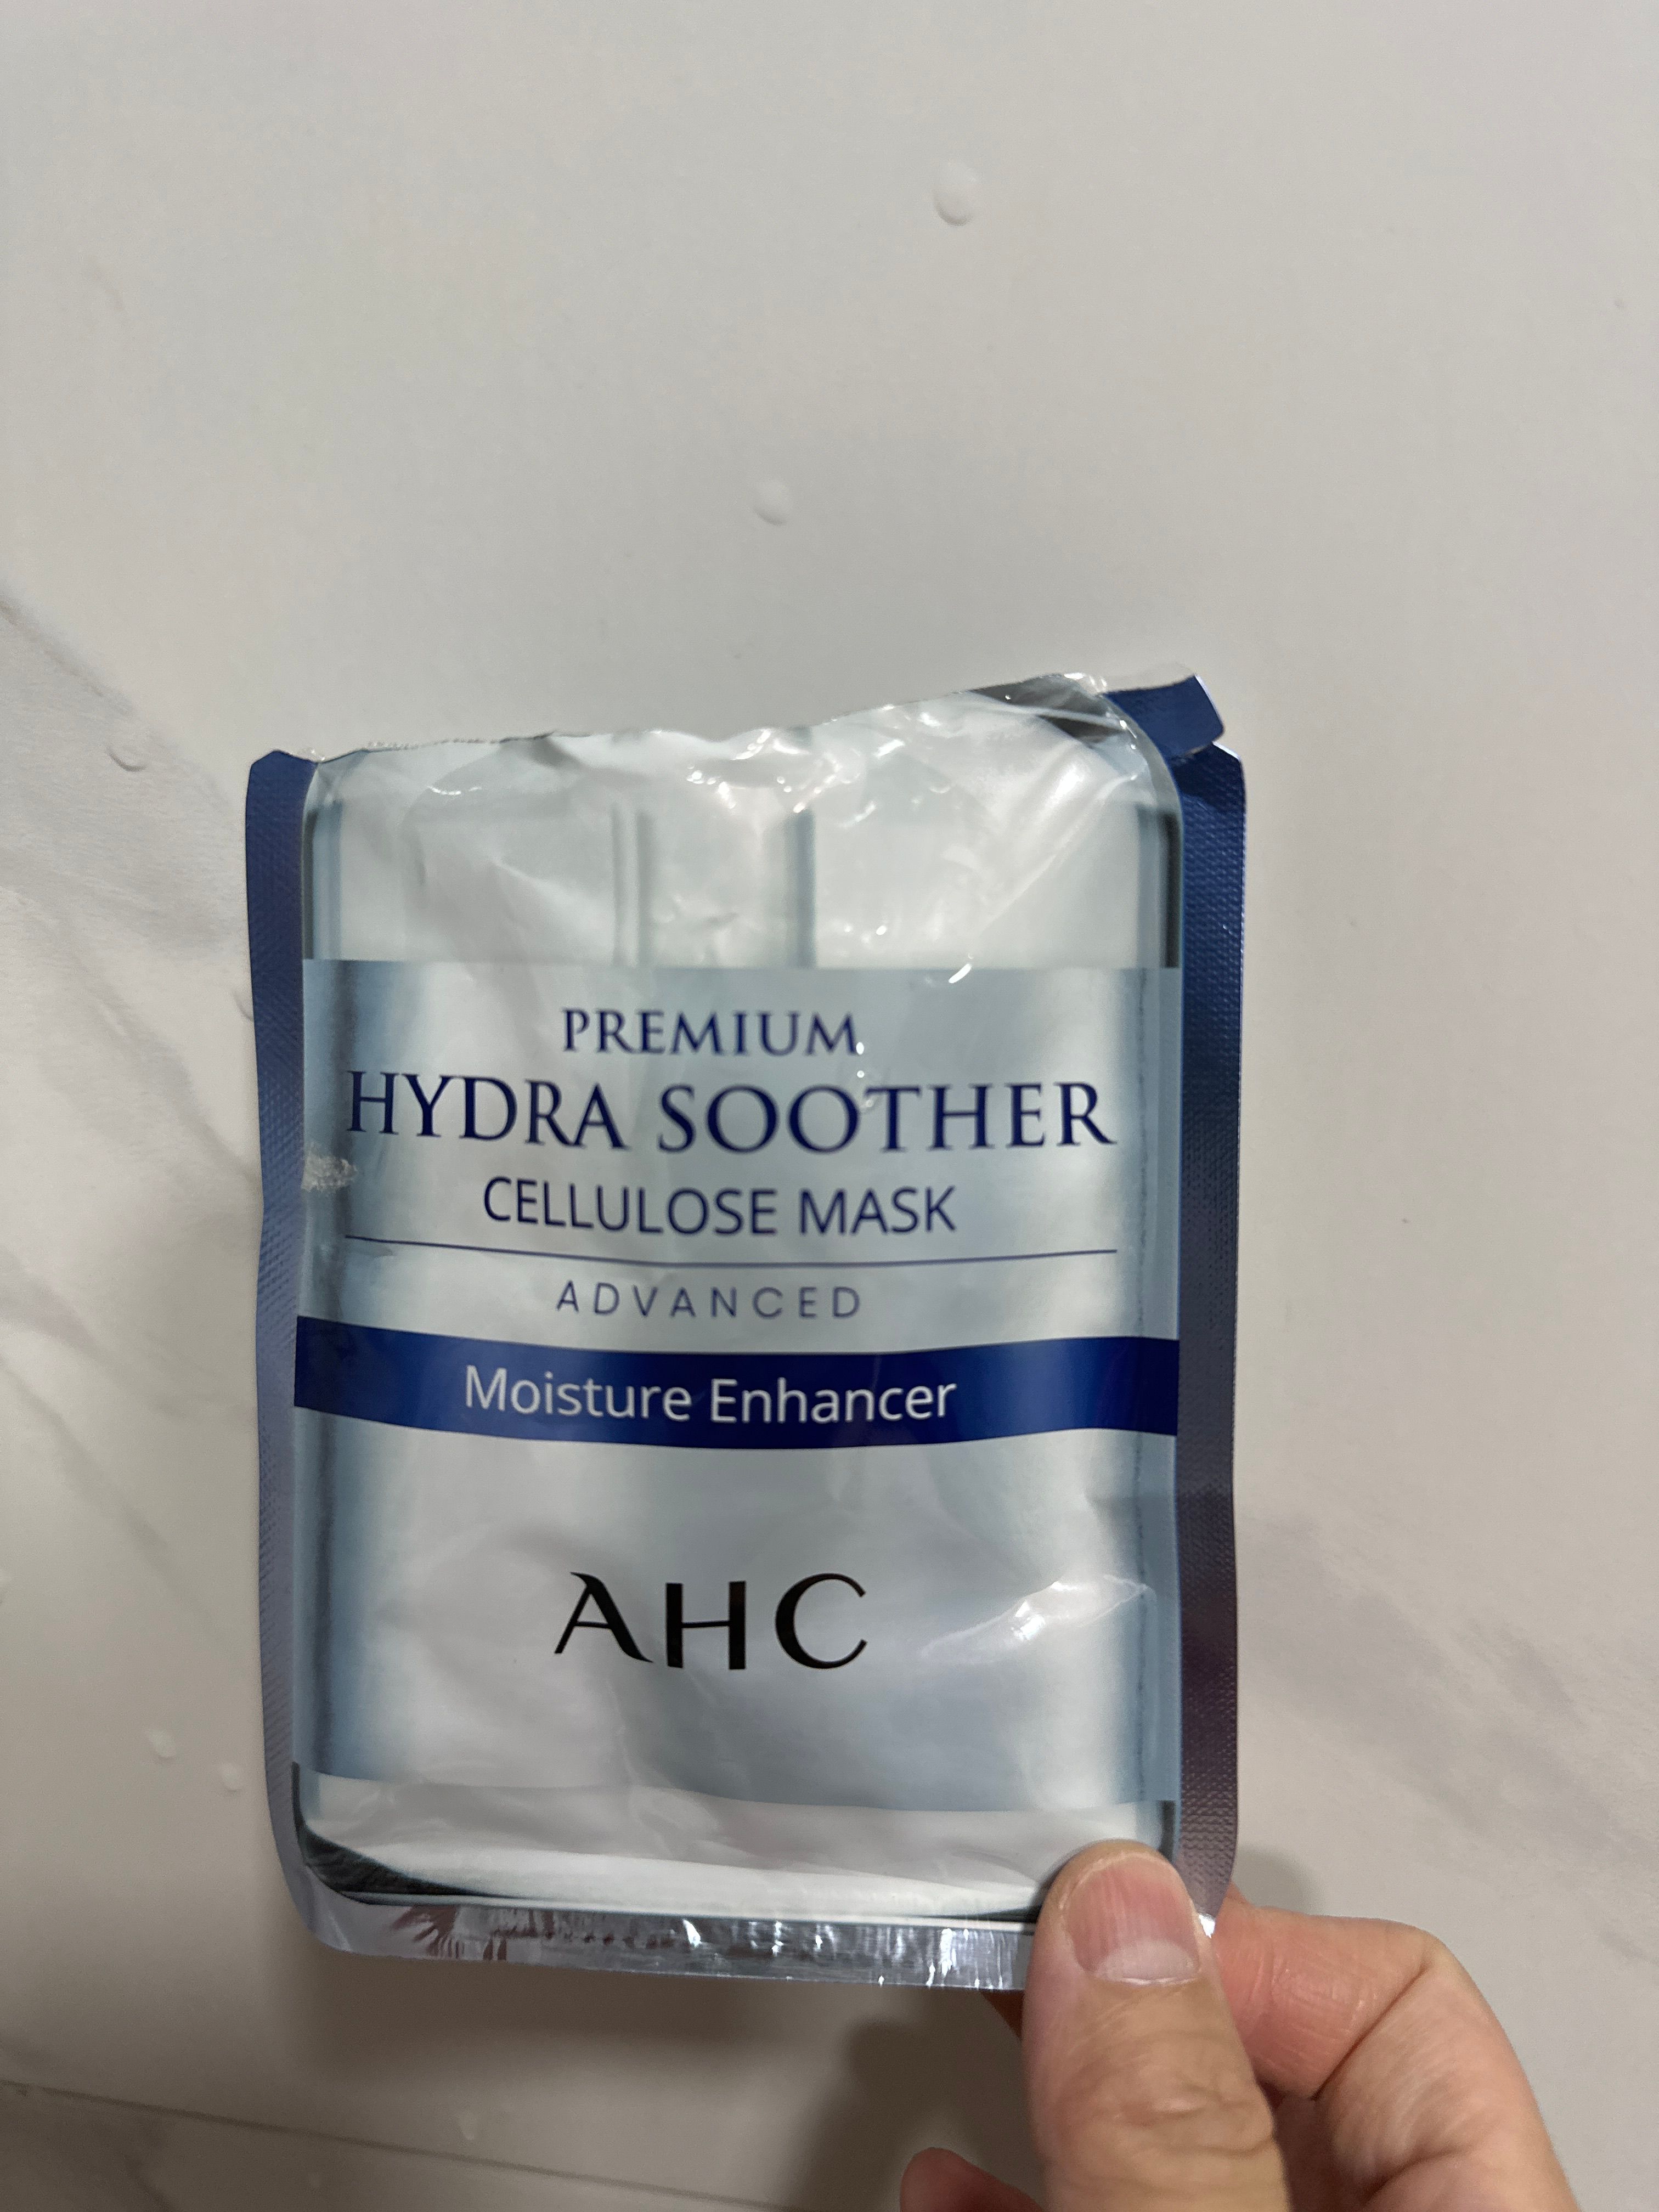 PREMIUM
HYDRA SOOTHER
CELLULOSE MASK
ADVANCED
Moisture Enhancer
AHC